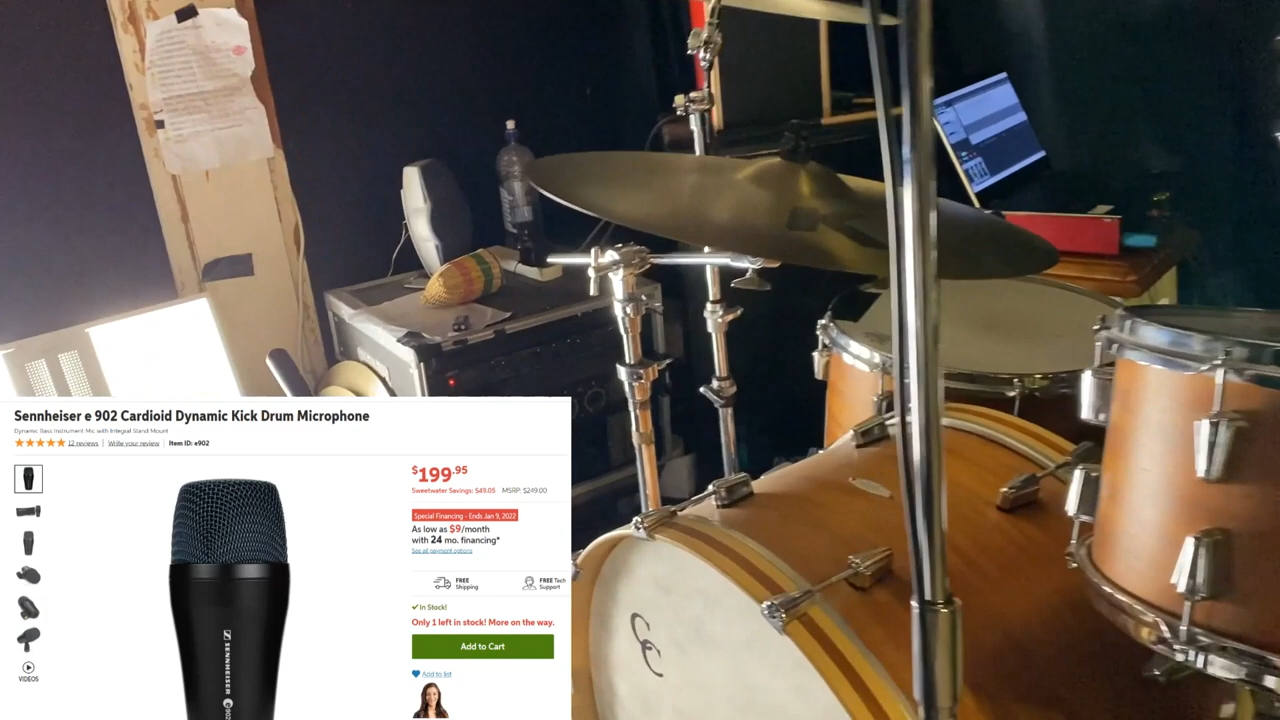 Sennheiser e 902 Cardioid Dynamic Kick Drum Microphone
Dynamic Bass Instrument Mic with Integral Stand Mount
12 reviews | Write your review | Item ID: e902
$199.95
Sweetwater Savings: $49.05 MSRP: $249.00
Special Financing - Ends Jan 9, 2022
As low as $9/month
with 24 mo. financing*
See all payment options
FREE Shipping
FREE Tech Support
In Stock!
Only 1 left in stock! More on the way.
Add to Cart
Add to list
VIDEOS
SENNHEISER e902
CC